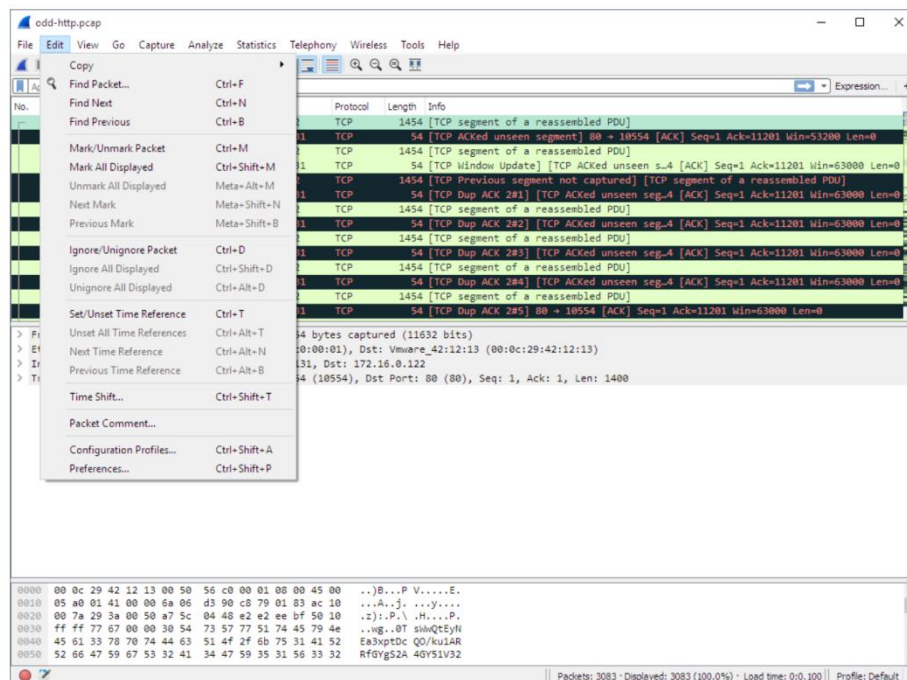 odd-http.pcap
File Edit View Go Capture Analyze Statistics Telephony Wireless Tools Help
Expression...
No. Protocol Length Info
Copy
Find Packet... Ctrl+F
Find Next Ctrl+N
Find Previous Ctrl+B
Mark/Unmark Packet Ctrl+M
Mark All Displayed Ctrl+Shift+M
Unmark All Displayed Meta+Alt+M
Next Mark Meta+Shift+N
Previous Mark Meta+Shift+B
Ignore/Unignore Packet Ctrl+D
Ignore All Displayed Ctrl+Shift+D
Unignore All Displayed Ctrl+Alt+D
Set/Unset Time Reference Ctrl+T
Unset All Time References Ctrl+Alt+T
Next Time Reference Ctrl+Alt+N
Previous Time Reference Ctrl+Alt+B
Time Shift... Ctrl+Shift+T
Packet Comment...
Configuration Profiles... Ctrl+Shift+A
Preferences... Ctrl+Shift+P
TCP 1454 [TCP segment of a reassembled PDU]
TCP 54 [TCP ACKed unseen segment] 80 → 10554 [ACK] Seq=1 Ack=11201 Win=53200 Len=0
TCP 1454 [TCP segment of a reassembled PDU]
TCP 54 [TCP Window Update] [TCP ACKed unseen s…4 [ACK] Seq=1 Ack=11201 Win=63000 Len=0
TCP 1454 [TCP Previous segment not captured] [TCP segment of a reassembled PDU]
TCP 54 [TCP Dup ACK 2#1] [TCP ACKed unseen seg…4 [ACK] Seq=1 Ack=11201 Win=63000 Len=0
TCP 1454 [TCP segment of a reassembled PDU]
TCP 54 [TCP Dup ACK 2#2] [TCP ACKed unseen seg…4 [ACK] Seq=1 Ack=11201 Win=63000 Len=0
TCP 1454 [TCP segment of a reassembled PDU]
TCP 54 [TCP Dup ACK 2#3] [TCP ACKed unseen seg…4 [ACK] Seq=1 Ack=11201 Win=63000 Len=0
TCP 1454 [TCP segment of a reassembled PDU]
TCP 54 [TCP Dup ACK 2#4] [TCP ACKed unseen seg…4 [ACK] Seq=1 Ack=11201 Win=63000 Len=0
TCP 1454 [TCP segment of a reassembled PDU]
TCP 54 [TCP Dup ACK 2#5] 80 → 10554 [ACK] Seq=1 Ack=11201 Win=63000 Len=0
54 bytes captured (11632 bits)
:0:00:01), Dst: Vmware_42:12:13 (00:0c:29:42:12:13)
131, Dst: 172.16.0.122
54 (10554), Dst Port: 80 (80), Seq: 1, Ack: 1, Len: 1400
0000 00 0c 29 42 12 13 00 50 56 c0 00 01 08 00 45 00 ..)B...P V.....E.
0010 05 a0 01 41 00 00 6a 06 d3 90 c8 79 01 83 ac 10 ...A..j. ...y....
0020 00 7a 29 3a 00 50 a7 5c 04 48 e2 e2 ee bf 50 10 .z):.P.\ .H....P.
0030 ff ff 77 67 00 00 30 54 73 57 77 51 74 45 79 4e ..wg..0T sWwQtEyN
0040 45 61 33 78 70 74 44 63 51 4f 2f 6b 75 31 41 52 Ea3xptDc QO/ku1AR
0050 52 66 47 59 67 53 32 41 34 47 59 35 31 56 33 32 RfGYgS2A 4GY51V32
Packets: 3083 · Displayed: 3083 (100.0%) · Load time: 0:0.100 Profile: Default